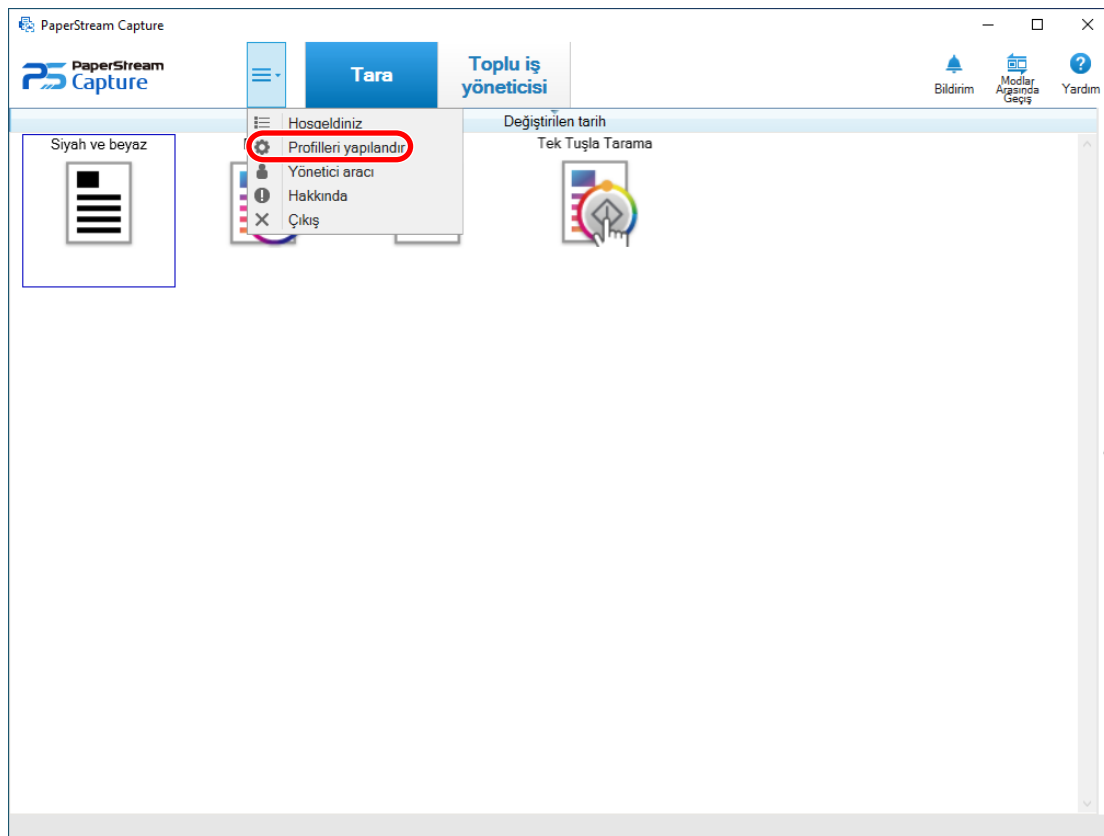 PaperStream Capture
PaperStream
Capture
Tara
Toplu iş
yöneticisi
Bildirim
Modlar
Arasında
Geçiş
Yardım
Değiştirilen tarih
Hoşgeldiniz
Profilleri yapılandır
Yönetici aracı
Hakkında
Çıkış
Siyah ve beyaz
Tek Tuşla Tarama